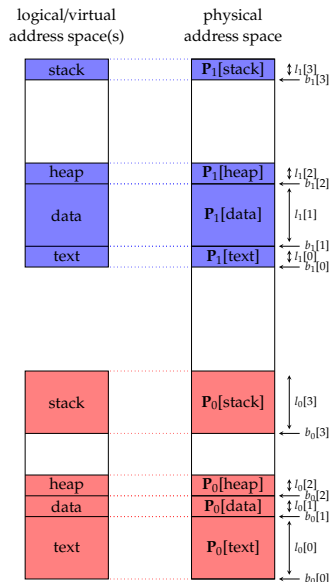 logical/virtual address space(s)
physical address space
stack P₁[stack] l₁[3]
b₁[3]
heap P₁[heap] l₁[2]
b₁[2]
data P₁[data] l₁[1]
b₁[1]
text P₁[text] l₁[0]
b₁[0]
stack P₀[stack] l₀[3]
b₀[3]
heap P₀[heap] l₀[2]
b₀[2]
data P₀[data] l₀[1]
b₀[1]
text P₀[text] l₀[0]
b₀[0]